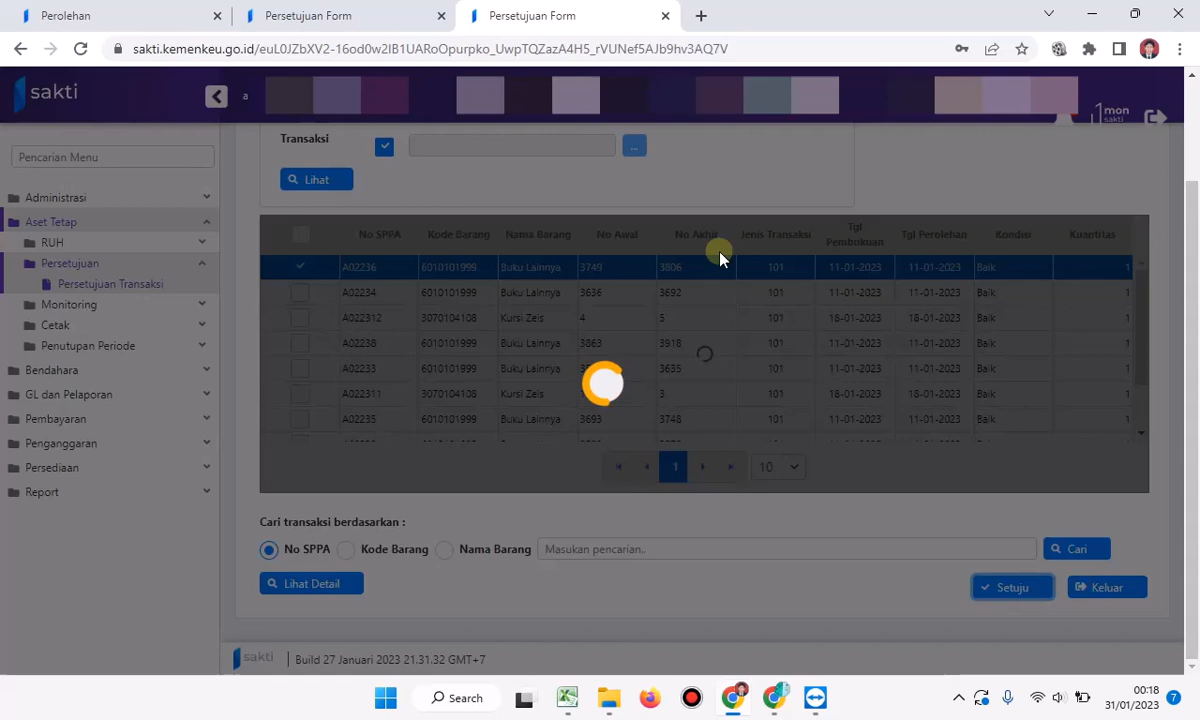 Perolehan
Persetujuan Form
Persetujuan Form
sakti.kemenkeu.go.id/euL0JZbXV2-16od0w2IB1UARoOpurpko_UwpTQZazA4H5_rVUNef5AJb9hv3AQ7V
sakti
a
1mon
sakti
Pencarian Menu
Administrasi
Aset Tetap
RUH
Persetujuan
Persetujuan Transaksi
Monitoring
Cetak
Penutupan Periode
Bendahara
GL dan Pelaporan
Pembayaran
Penganggaran
Persediaan
Report
Transaksi ...
Lihat
No SPPA Kode Barang Nama Barang No Awal No Akhir Jenis Transaksi Tgl Pembukuan Tgl Perolehan Kondisi Kuantitas
A02236 6010101999 Buku Lainnya 3749 3806 101 11-01-2023 11-01-2023 Baik 1
A02234 6010101999 Buku Lainnya 3636 3692 101 11-01-2023 11-01-2023 Baik 1
A022312 3070104108 Kursi Zeis 4 5 101 18-01-2023 18-01-2023 Baik 1
A02238 6010101999 Buku Lainnya 3863 3918 101 11-01-2023 11-01-2023 Baik 1
A02233 6010101999 Buku Lainnya 3635 101 11-01-2023 11-01-2023 Baik 1
A022311 3070104108 Kursi Zeis 3 101 18-01-2023 18-01-2023 Baik 1
A02235 6010101999 Buku Lainnya 3693 3748 101 11-01-2023 11-01-2023 Baik 1
1 10
Cari transaksi berdasarkan :
No SPPA Kode Barang Nama Barang Masukan pencarian.. Cari
Lihat Detail Setuju Keluar
sakti Build 27 Januari 2023 21.31.32 GMT+7
Search
00:18
31/01/2023
7